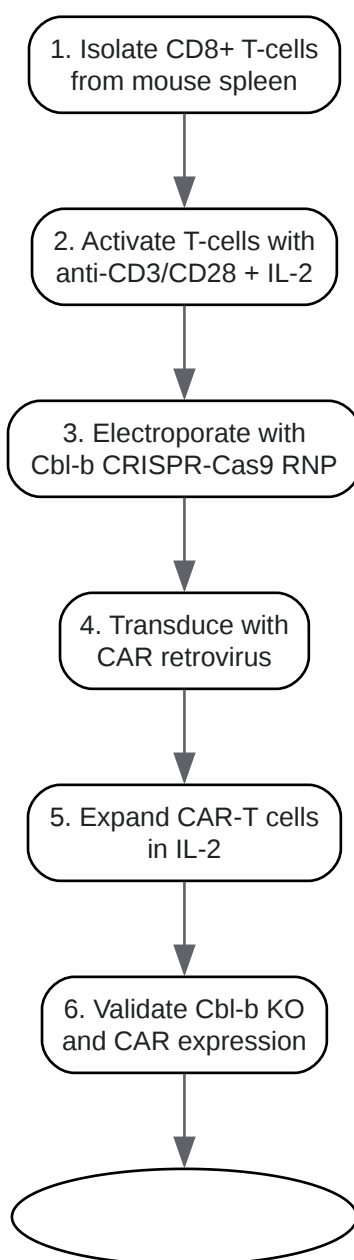 1. Isolate CD8+ T-cells
from mouse spleen
2. Activate T-cells with
anti-CD3/CD28 + IL-2
3. Electroporate with
Cbl-b CRISPR-Cas9 RNP
4. Transduce with
CAR retrovirus
5. Expand CAR-T cells
in IL-2
6. Validate Cbl-b KO
and CAR expression